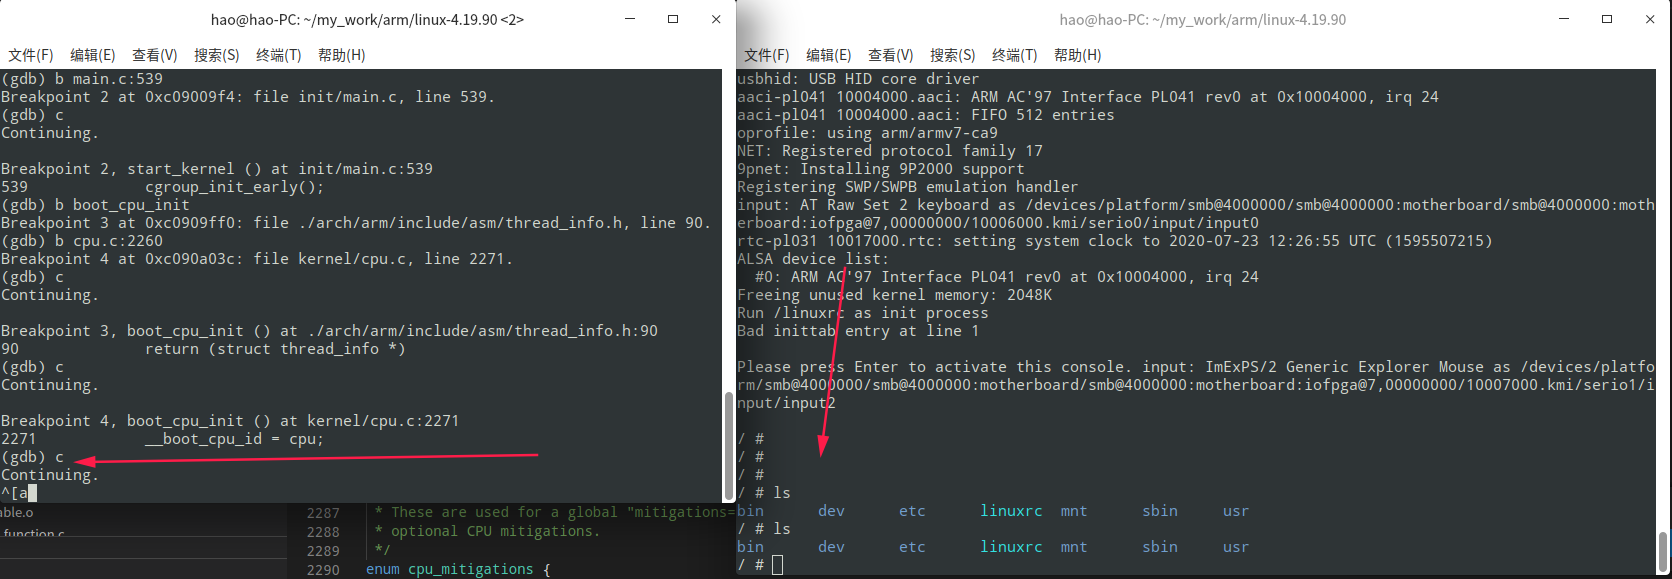 hao@hao-PC: ~/my_work/arm/linux-4.19.90 <2>
文件(F) 编辑(E) 查看(V) 搜索(S) 终端(T) 帮助(H)
(gdb) b main.c:539
Breakpoint 2 at 0xc09009f4: file init/main.c, line 539.
(gdb) c
Continuing.
Breakpoint 2, start_kernel () at init/main.c:539
539             cgroup_init_early();
(gdb) b boot_cpu_init
Breakpoint 3 at 0xc0909ff0: file ./arch/arm/include/asm/thread_info.h, line 90.
(gdb) b cpu.c:2260
Breakpoint 4 at 0xc090a03c: file kernel/cpu.c, line 2271.
(gdb) c
Continuing.
Breakpoint 3, boot_cpu_init () at ./arch/arm/include/asm/thread_info.h:90
90              return (struct thread_info *)
(gdb) c
Continuing.
Breakpoint 4, boot_cpu_init () at kernel/cpu.c:2271
2271            __boot_cpu_id = cpu;
(gdb) c
Continuing.
^[a
able.o
function.c
2287 * These are used for a global "mitigations=
2288 * optional CPU mitigations.
2289 */
2290 enum cpu_mitigations {
hao@hao-PC: ~/my_work/arm/linux-4.19.90
文件(F) 编辑(E) 查看(V) 搜索(S) 终端(T) 帮助(H)
usbhid: USB HID core driver
aaci-pl041 10004000.aaci: ARM AC'97 Interface PL041 rev0 at 0x10004000, irq 24
aaci-pl041 10004000.aaci: FIFO 512 entries
oprofile: using arm/armv7-ca9
NET: Registered protocol family 17
9pnet: Installing 9P2000 support
Registering SWP/SWPB emulation handler
input: AT Raw Set 2 keyboard as /devices/platform/smb@4000000/smb@4000000:motherboard/smb@4000000:moth
erboard:iofpga@7,00000000/10006000.kmi/serio0/input/input0
rtc-pl031 10017000.rtc: setting system clock to 2020-07-23 12:26:55 UTC (1595507215)
ALSA device list:
  #0: ARM AC'97 Interface PL041 rev0 at 0x10004000, irq 24
Freeing unused kernel memory: 2048K
Run /linuxrc as init process
Bad inittab entry at line 1
Please press Enter to activate this console. input: ImExPS/2 Generic Explorer Mouse as /devices/platfo
rm/smb@4000000/smb@4000000:motherboard/smb@4000000:motherboard:iofpga@7,00000000/10007000.kmi/serio1/i
nput/input2
/ #
/ #
/ #
/ # ls
bin      dev      etc      linuxrc  mnt      sbin     usr
/ # ls
bin      dev      etc      linuxrc  mnt      sbin     usr
/ #